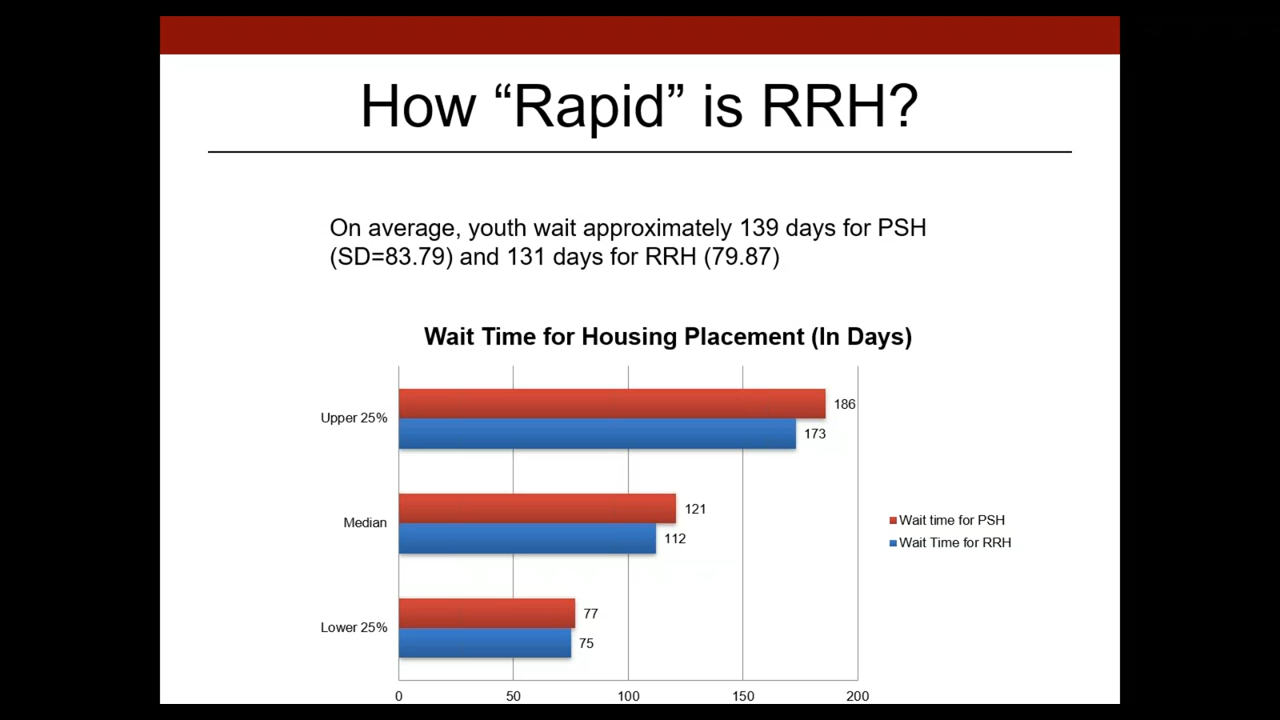 How “Rapid” is RRH?
On average, youth wait approximately 139 days for PSH
(SD=83.79) and 131 days for RRH (79.87)
Wait Time for Housing Placement (In Days)
Upper 25%
186
173
Median
121
112
Lower 25%
77
75
Wait time for PSH
Wait Time for RRH
0 50 100 150 200